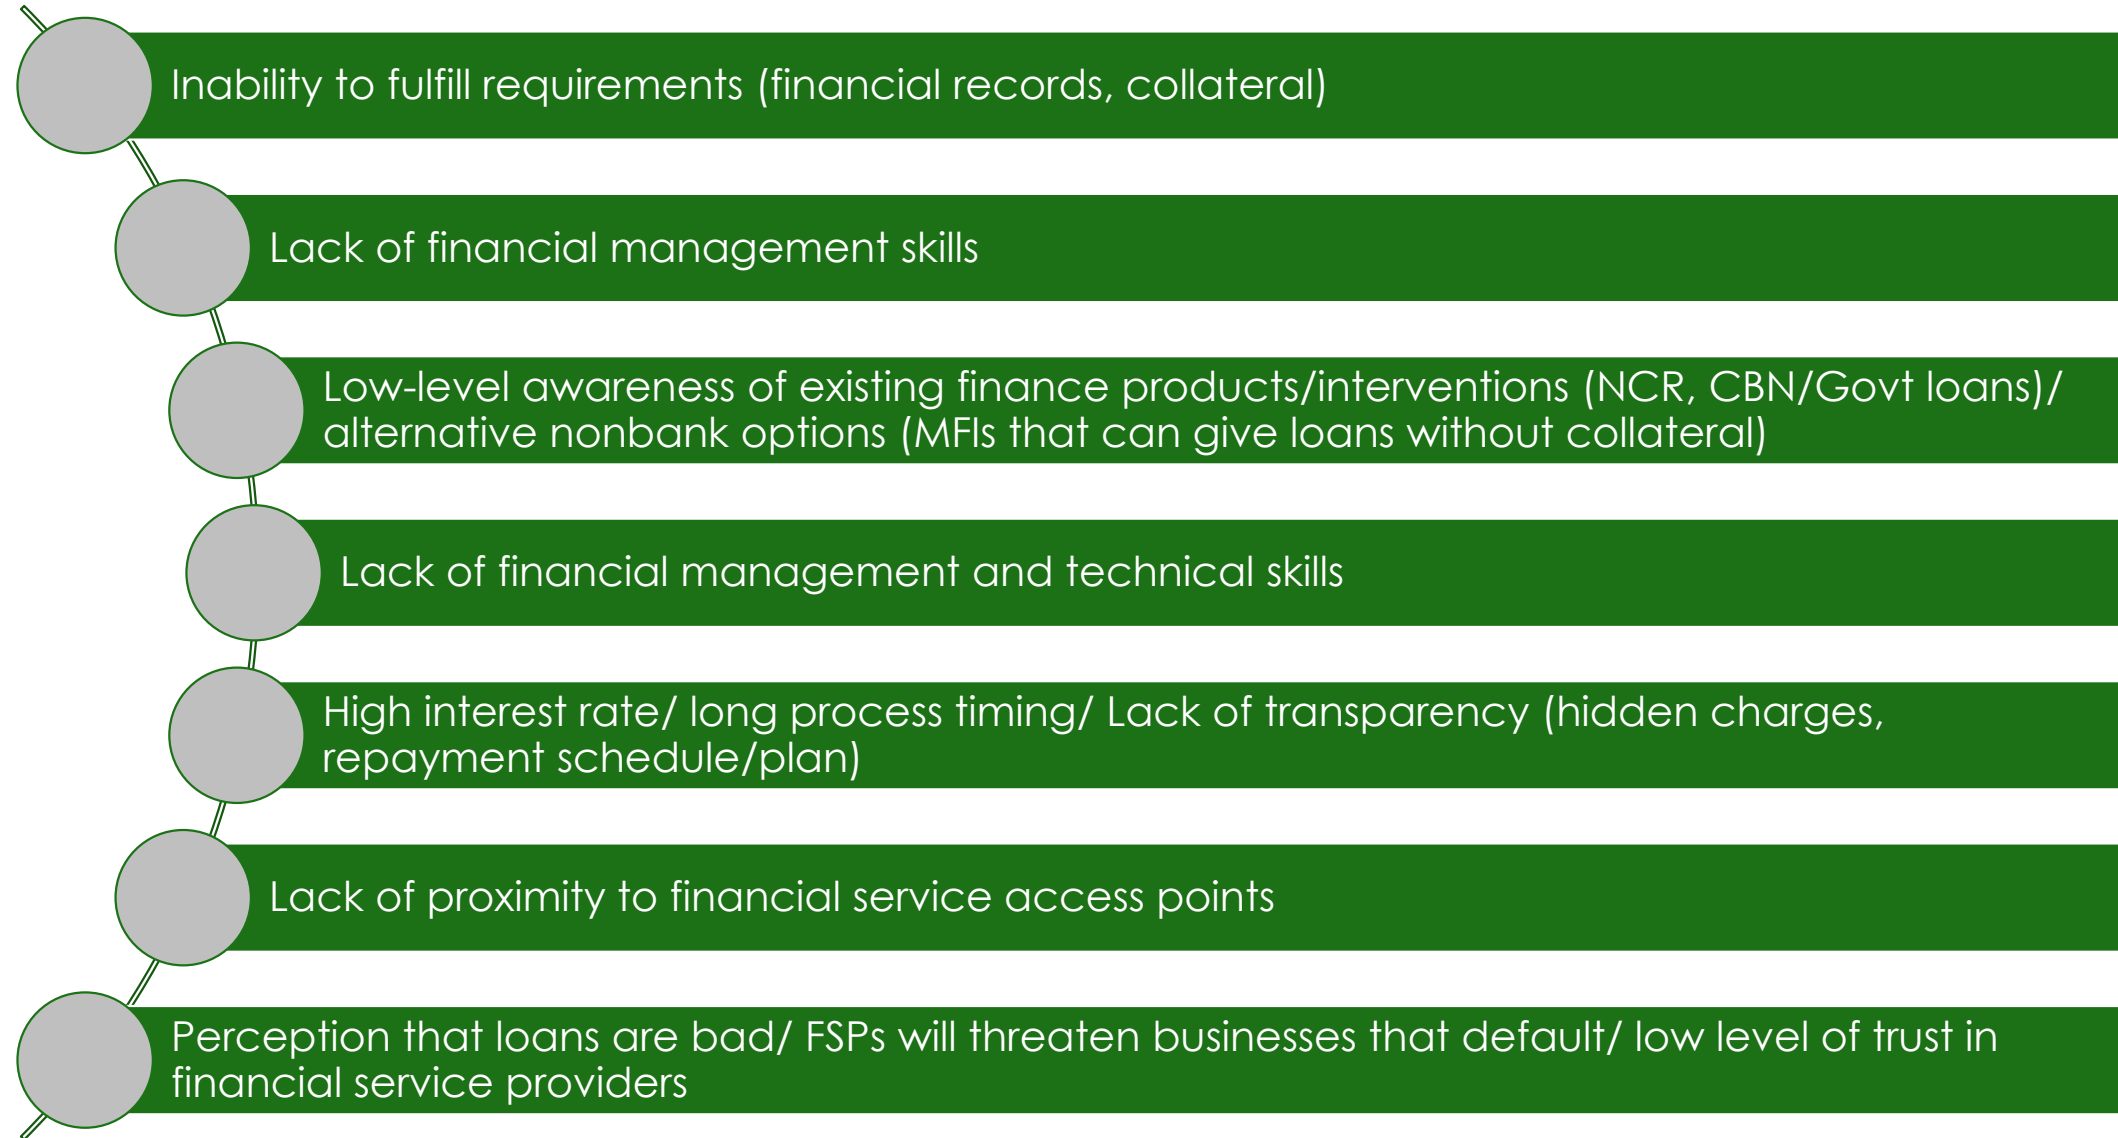 Inability to fulfill requirements (financial records, collateral)
Lack of financial management skills
Low-level awareness of existing finance products/interventions (NCR, CBN/Govt loans)/
alternative nonbank options (MFIs that can give loans without collateral)
Lack of financial management and technical skills
High interest rate/ long process timing/ Lack of transparency (hidden charges,
repayment schedule/plan)
Lack of proximity to financial service access points
Perception that loans are bad/ FSPs will threaten businesses that default/ low level of trust in
financial service providers